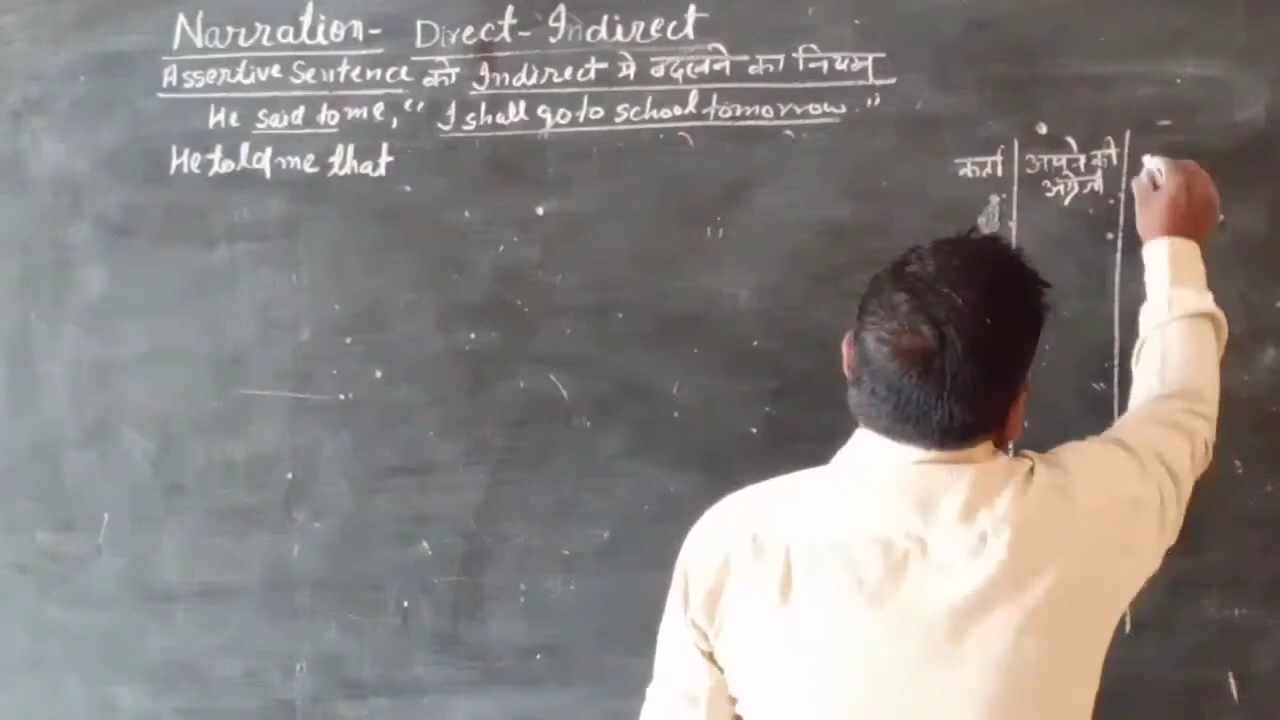 Narration- Direct-Indirect
Assertive Sentence को Indirect मे बदलने का नियम
He said to me, "I shall go to school tomorrow."
He told me that
कर्ता | अपने की |
अंग्रेजी